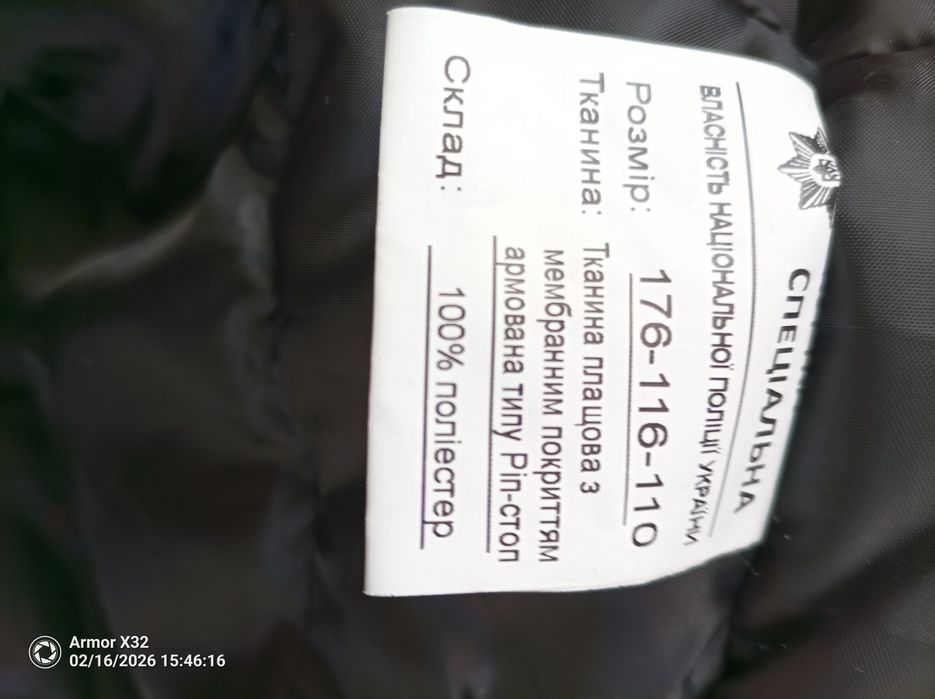 СПЕЦІАЛЬНА
ВЛАСНІСТЬ НАЦІОНАЛЬНОЇ ПОЛІЦІЇ УКРАЇНИ
Розмір: 176-116-110
Тканина: Тканина плащова з
мембранним покриттям
армована типу Ріп-стоп
Склад: 100% поліестер
Armor X32
02/16/2026 15:46:16